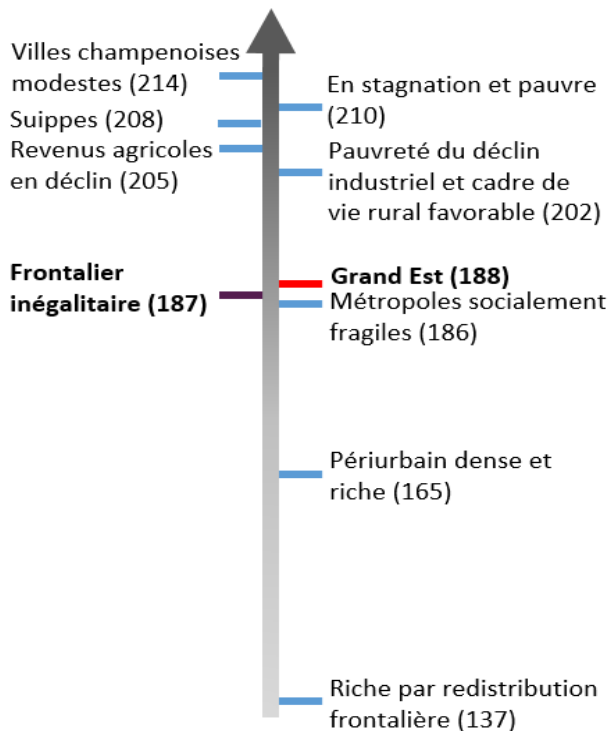 Villes champenoises
modestes (214)
En stagnation et pauvre
(210)
Suippes (208)
Revenus agricoles
en déclin (205)
Pauvreté du déclin
industriel et cadre de
vie rural favorable (202)
Frontalier
inégalitaire (187)
Grand Est (188)
Métropoles socialement
fragiles (186)
Périurbain dense et
riche (165)
Riche par redistribution
frontalière (137)